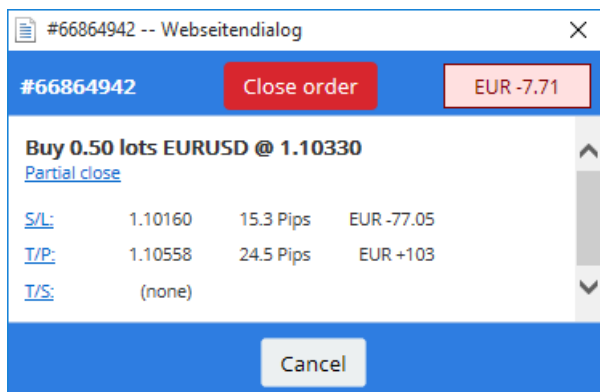 #66864942 -- Webseitendialog
#66864942 Close order EUR -7.71
Buy 0.50 lots EURUSD @ 1.10330
Partial close
S/L: 1.10160 15.3 Pips EUR -77.05
T/P: 1.10558 24.5 Pips EUR +103
T/S: (none)
Cancel